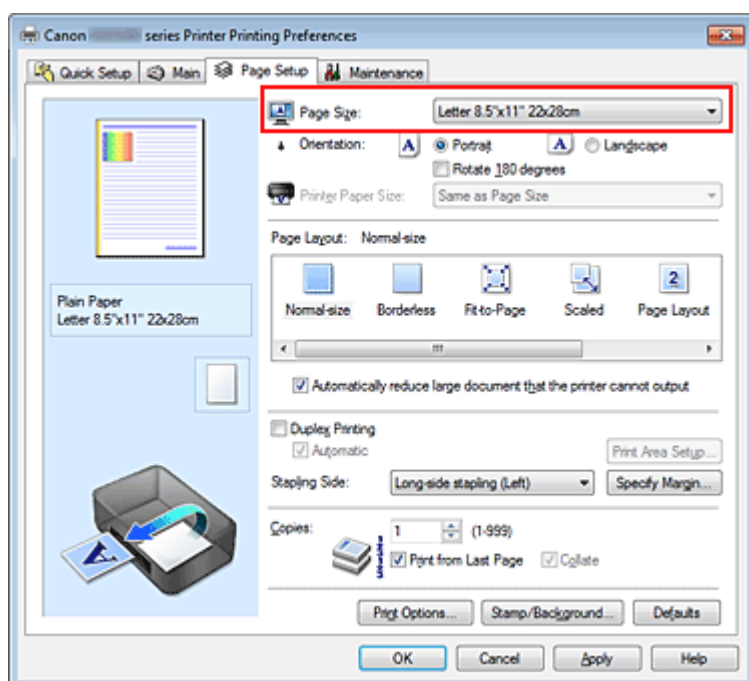 Canon series Printer Printing Preferences
Quick Setup Main Page Setup Maintenance
Page Size: Letter 8.5"x11" 22x28cm
Orientation: A Portrait A Landscape
Rotate 180 degrees
Printer Paper Size: Same as Page Size
Page Layout: Normal-size
Normal-size Borderless Fit-to-Page Scaled 2 Page Layout
Plain Paper
Letter 8.5"x11" 22x28cm
Automatically reduce large document that the printer cannot output
Duplex Printing
Automatic Print Area Setup...
Stapling Side: Long-side stapling (Left) Specify Margin...
Copies: 1 (1-999)
Print from Last Page Collate
A
Print Options... Stamp/Background... Defaults
OK Cancel Apply Help